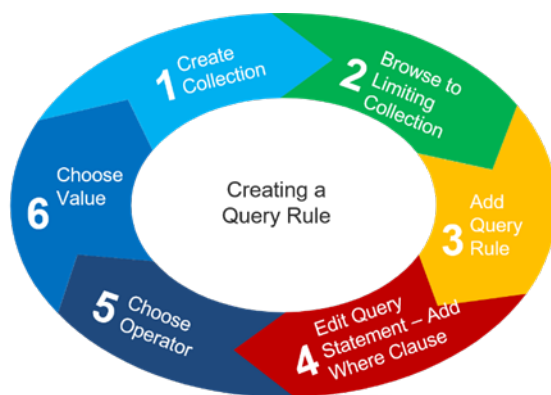 Creating a
Query Rule
1 Create
Collection
2 Browse to
Limiting
Collection
3 Add
Query
Rule
4 Edit Query
Statement – Add
Where Clause
5 Choose
Operator
6 Choose
Value